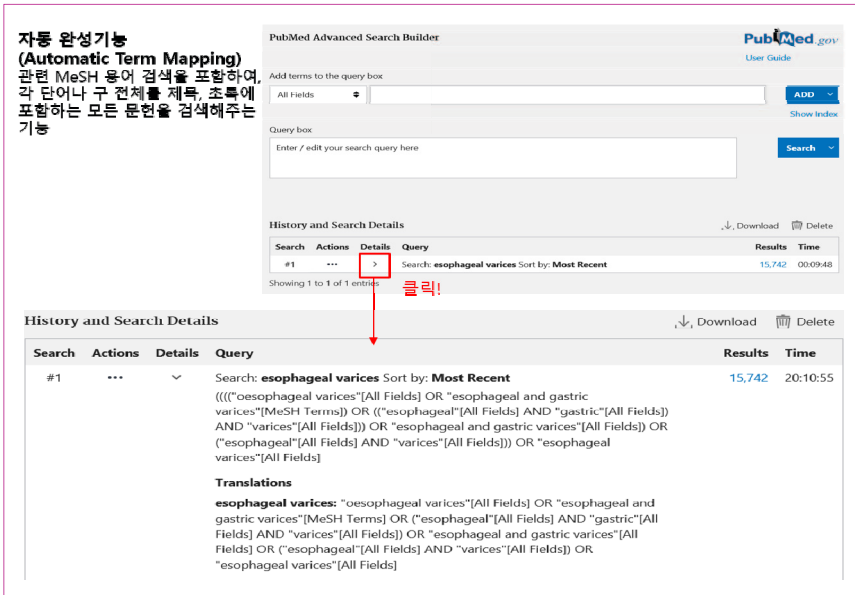 자동 완성기능
(Automatic Term Mapping)
관련 MeSH 용어 검색을 포함하여,
각 단어나 구 전체를 제목, 초록에
포함하는 모든 문헌을 검색해주는
기능
PubMed Advanced Search Builder
PubMed.gov
User Guide
Add terms to the query box
All Fields
ADD
Show Index
Query box
Enter / edit your search query here
Search
History and Search Details
Download Delete
Search Actions Details Query Results Time
#1 ••• > Search: esophageal varices Sort by: Most Recent 15,742 00:09:48
Showing 1 to 1 of 1 entries
클릭!
History and Search Details
Download Delete
Search Actions Details Query Results Time
#1 ••• Search: esophageal varices Sort by: Most Recent 15,742 20:10:55
(((("oesophageal varices"[All Fields] OR "esophageal and gastric
varices"[MeSH Terms]) OR (("esophageal"[All Fields] AND "gastric"[All Fields])
AND "varices"[All Fields])) OR "esophageal and gastric varices"[All Fields]) OR
("esophageal"[All Fields] AND "varices"[All Fields])) OR "esophageal
varices"[All Fields]
Translations
esophageal varices: "oesophageal varices"[All Fields] OR "esophageal and
gastric varices"[MeSH Terms] OR ("esophageal"[All Fields] AND "gastric"[All
Fields] AND "varices"[All Fields]) OR "esophageal and gastric varices"[All
Fields] OR ("esophageal"[All Fields] AND "varices"[All Fields]) OR
"esophageal varices"[All Fields]